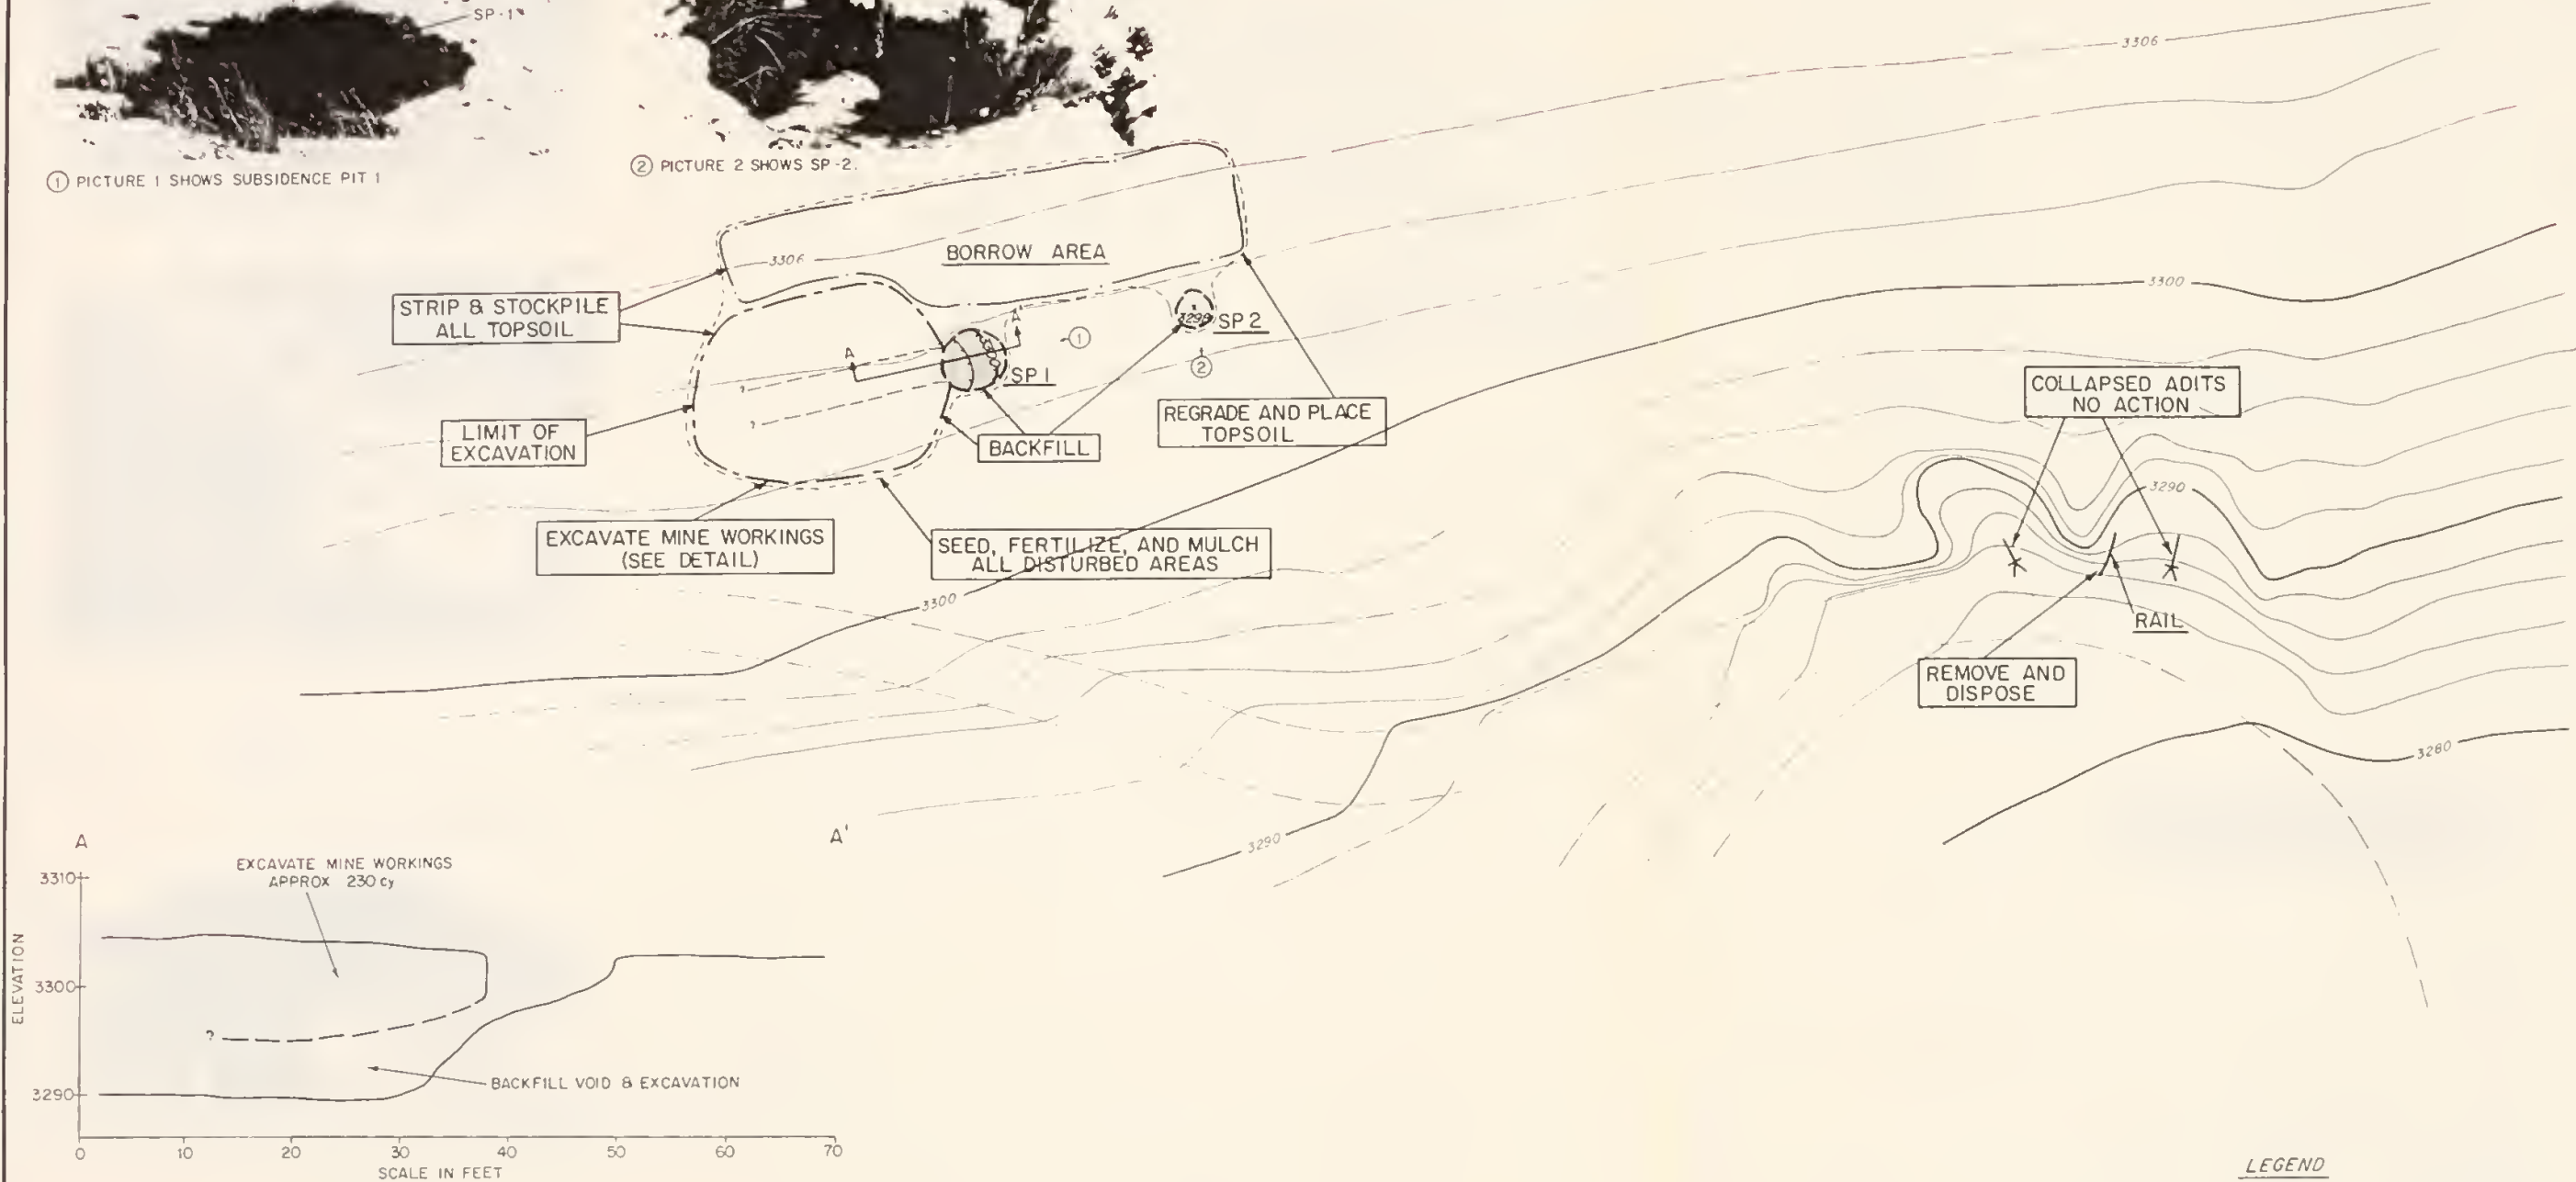 SP-1
① PICTURE 1 SHOWS SUBSIDENCE PIT 1
② PICTURE 2 SHOWS SP-2.
3306
3306
BORROW AREA
STRIP & STOCKPILE
ALL TOPSOIL
3300
A'
①
3298
SP 2
A
3300
SP 1
②
COLLAPSED ADITS
NO ACTION
REGRADE AND PLACE
TOPSOIL
LIMIT OF
EXCAVATION
BACKFILL
3290
EXCAVATE MINE WORKINGS
(SEE DETAIL)
SEED, FERTILIZE, AND MULCH
ALL DISTURBED AREAS
3300
RAIL
REMOVE AND
DISPOSE
3280
3290
A
A'
EXCAVATE MINE WORKINGS
APPROX 230 cy
3310
3300
3290
ELEVATION
?
?
?
BACKFILL VOID & EXCAVATION
0 10 20 30 40 50 60 70
SCALE IN FEET
LEGEND